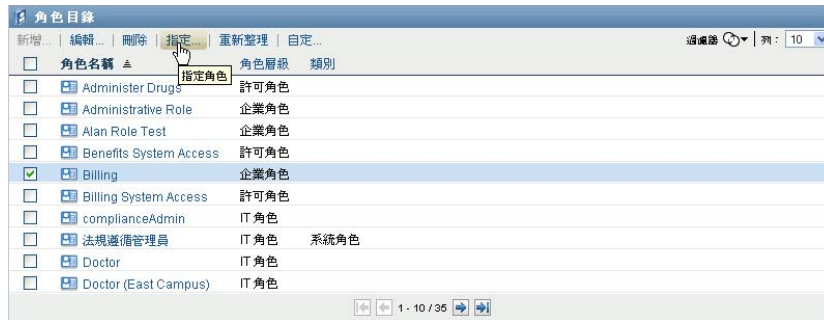 角色目錄
新增... | 編輯... | 刪除 | 指定... | 重新整理 | 自定... 過濾器 | 列: 10
角色名稱 角色層級 類別
指定角色
Administer Drugs 許可角色
Administrative Role 企業角色
Alan Role Test 企業角色
Benefits System Access 許可角色
Billing 企業角色
Billing System Access 許可角色
complianceAdmin IT 角色
法規遵循管理員 IT 角色 系統角色
Doctor IT 角色
Doctor (East Campus) IT 角色
1 - 10 / 35